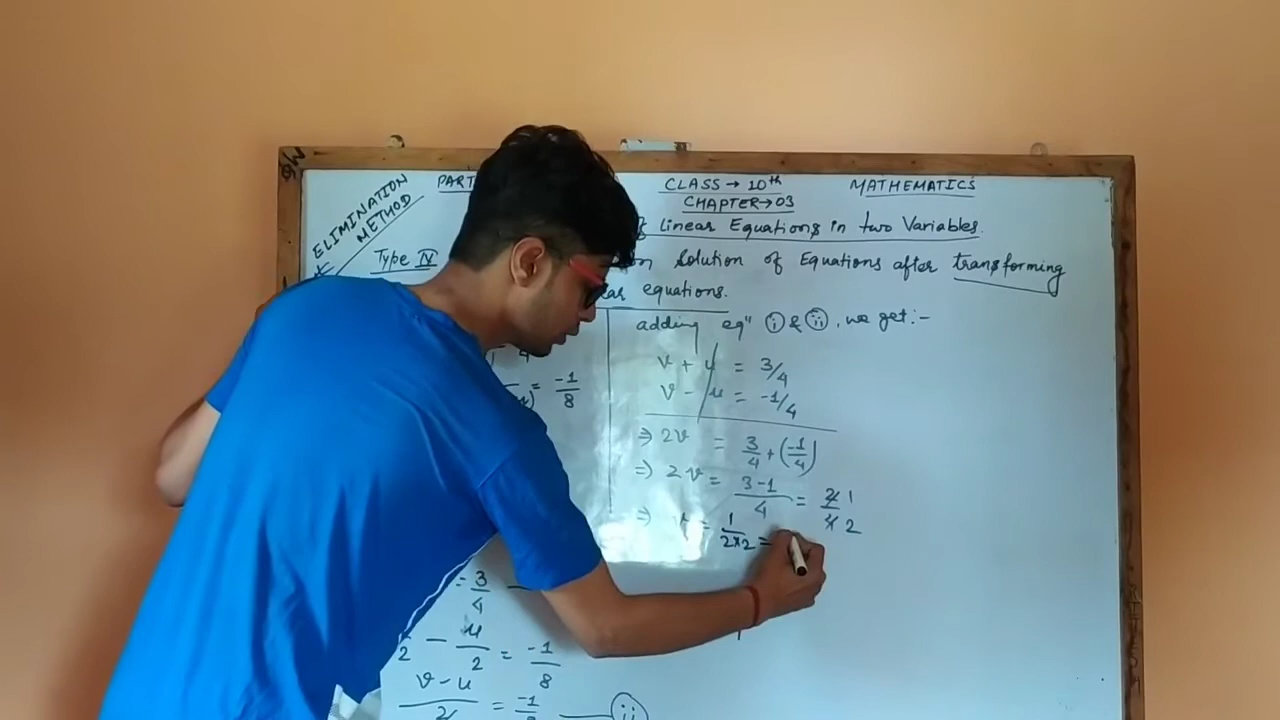 ELIMINATION METHOD
PART
CLASS → 10th
MATHEMATICS
CHAPTER → 03
Linear Equations in two Variables.
Type IV
Solution of Equations after transforming
equations.
adding eqn (i) & (ii), we get :-
v + u = 3/4
v - u = -1/4
⇒ 2v = 3/4 + (-1/4)
⇒ 2v = 3-1/4 = 2/4 1 2
⇒ v = 1/2×2 =
= -1/8
= 3/4
2 - u/2 = -1/8
v - u/2 = -1/8 — (ii)